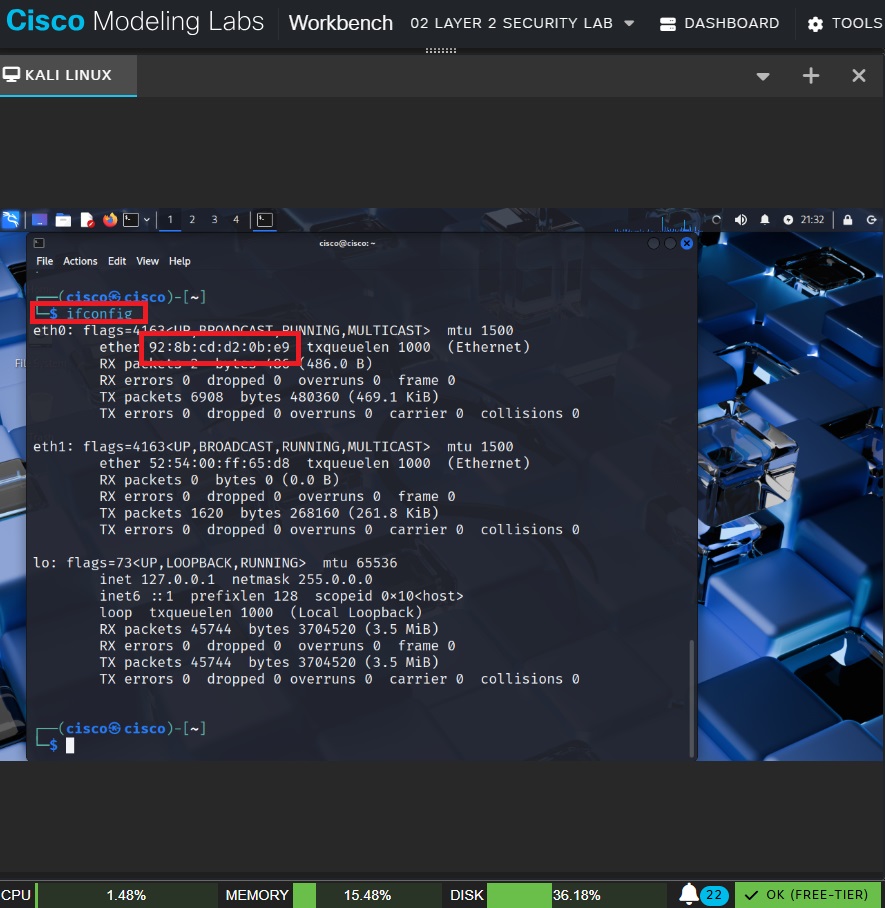 Cisco Modeling Labs Workbench 02 LAYER 2 SECURITY LAB DASHBOARD TOOLS
KALI LINUX
1 2 3 4 21:32
cisco@cisco: ~
File Actions Edit View Help
┌──(cisco㉿cisco)-[~]
└─$ ifconfig
eth0: flags=4163<UP,BROADCAST,RUNNING,MULTICAST> mtu 1500
ether 92:8b:cd:d2:0b:e9 txqueuelen 1000 (Ethernet)
RX packets 2 bytes 486 (486.0 B)
RX errors 0 dropped 0 overruns 0 frame 0
TX packets 6908 bytes 480360 (469.1 KiB)
TX errors 0 dropped 0 overruns 0 carrier 0 collisions 0
eth1: flags=4163<UP,BROADCAST,RUNNING,MULTICAST> mtu 1500
ether 52:54:00:ff:65:d8 txqueuelen 1000 (Ethernet)
RX packets 0 bytes 0 (0.0 B)
RX errors 0 dropped 0 overruns 0 frame 0
TX packets 1620 bytes 268160 (261.8 KiB)
TX errors 0 dropped 0 overruns 0 carrier 0 collisions 0
lo: flags=73<UP,LOOPBACK,RUNNING> mtu 65536
inet 127.0.0.1 netmask 255.0.0.0
inet6 ::1 prefixlen 128 scopeid 0×10<host>
loop txqueuelen 1000 (Local Loopback)
RX packets 45744 bytes 3704520 (3.5 MiB)
RX errors 0 dropped 0 overruns 0 frame 0
TX packets 45744 bytes 3704520 (3.5 MiB)
TX errors 0 dropped 0 overruns 0 carrier 0 collisions 0
┌──(cisco㉿cisco)-[~]
└─$
CPU 1.48% MEMORY 15.48% DISK 36.18% 22 OK (FREE-TIER)